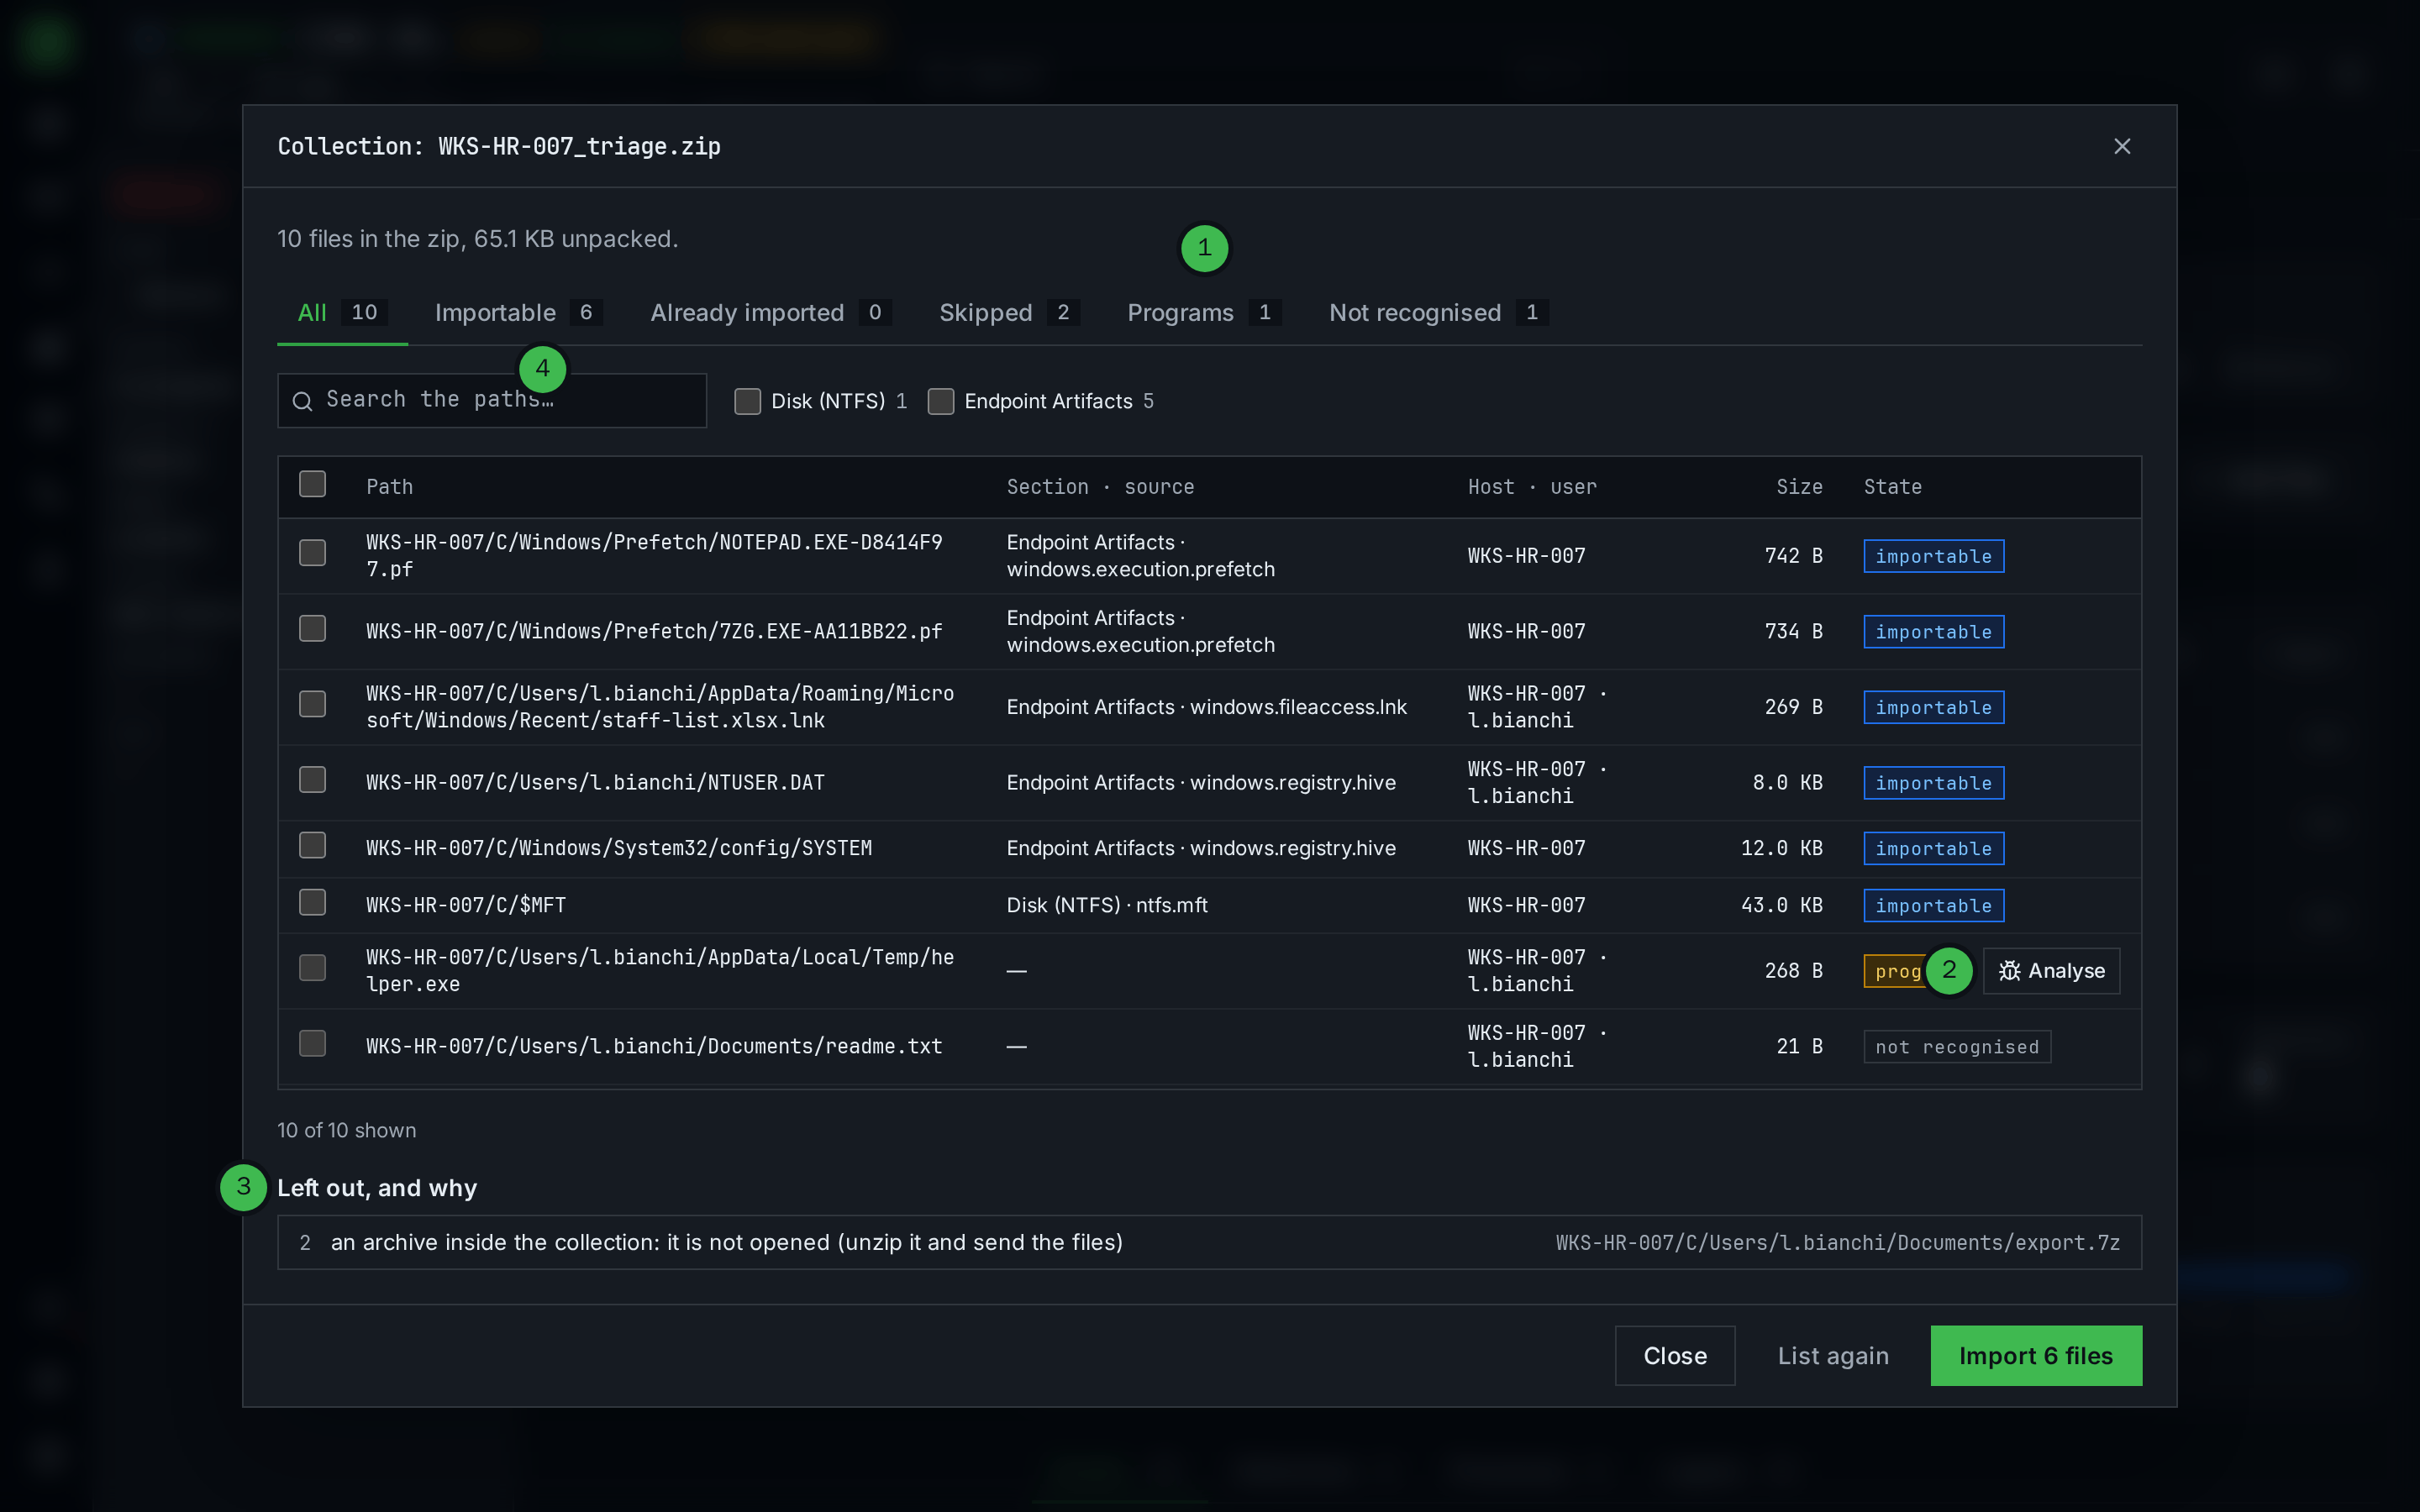 Collection: WKS-HR-007_triage.zip
10 files in the zip, 65.1 KB unpacked.
1
All 10 Importable 6 Already imported 0 Skipped 2 Programs 1 Not recognised 1
4
Search the paths… Disk (NTFS) 1 Endpoint Artifacts 5
Path Section · source Host · user Size State
WKS-HR-007/C/Windows/Prefetch/NOTEPAD.EXE-D8414F9
7.pf
Endpoint Artifacts ·
windows.execution.prefetch
WKS-HR-007 742 B importable
WKS-HR-007/C/Windows/Prefetch/7ZG.EXE-AA11BB22.pf
Endpoint Artifacts ·
windows.execution.prefetch
WKS-HR-007 734 B importable
WKS-HR-007/C/Users/l.bianchi/AppData/Roaming/Micro
soft/Windows/Recent/staff-list.xlsx.lnk
Endpoint Artifacts · windows.fileaccess.lnk
WKS-HR-007 ·
l.bianchi
269 B importable
WKS-HR-007/C/Users/l.bianchi/NTUSER.DAT
Endpoint Artifacts · windows.registry.hive
WKS-HR-007 ·
l.bianchi
8.0 KB importable
WKS-HR-007/C/Windows/System32/config/SYSTEM Endpoint Artifacts · windows.registry.hive WKS-HR-007 12.0 KB importable
WKS-HR-007/C/$MFT Disk (NTFS) · ntfs.mft WKS-HR-007 43.0 KB importable
WKS-HR-007/C/Users/l.bianchi/AppData/Local/Temp/he
lper.exe
—
WKS-HR-007 ·
l.bianchi
268 B prog 2 Analyse
WKS-HR-007/C/Users/l.bianchi/Documents/readme.txt
—
WKS-HR-007 ·
l.bianchi
21 B not recognised
10 of 10 shown
3 Left out, and why
2 an archive inside the collection: it is not opened (unzip it and send the files) WKS-HR-007/C/Users/l.bianchi/Documents/export.7z
Close List again Import 6 files